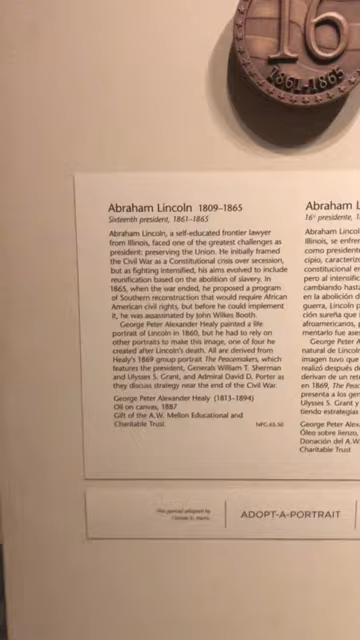 16
1861-1865
Abraham Lincoln 1809–1865
Sixteenth president, 1861–1865
Abraham Lincoln, a self-educated frontier lawyer
from Illinois, faced one of the greatest challenges as
president: preserving the Union. He initially framed
the Civil War as a Constitutional crisis over secession,
but as fighting intensified, his aims evolved to include
reunification based on the abolition of slavery. In
1865, when the war ended, he proposed a program
of Southern reconstruction that would require African
American civil rights, but before he could implement
it, he was assassinated by John Wilkes Booth.
George Peter Alexander Healy painted a life
portrait of Lincoln in 1860, but he had to rely on
other portraits to make this image, one of four he
created after Lincoln's death. All are derived from
Healy's 1869 group portrait The Peacemakers, which
features the president, Generals William T. Sherman
and Ulysses S. Grant, and Admiral David D. Porter as
they discuss strategy near the end of the Civil War.
George Peter Alexander Healy (1813–1894)
Oil on canvas, 1887
Gift of the A.W. Mellon Educational and
Charitable Trust NPG.65.50
Abraham L
16º presidente, 1
Abraham Lincol
Illinois, se enfre
como presidente
cipio, caracteriz
constitucional e
pero al intensific
cambiando hast
en la abolición d
guerra, Lincoln p
ción sureña que
afroamericanos, p
mentarlo fue ase
George Peter A
natural de Lincoln
imagen tuvo que
realizó después d
derivan de un ret
en 1869, The Peac
presenta a los gen
Ulysses S. Grant y
tiendo estrategias
George Peter Alex
Óleo sobre lienzo,
Donación del A.W.
Charitable Trust
This portrait adopted by
ADOPT-A-PORTRAIT